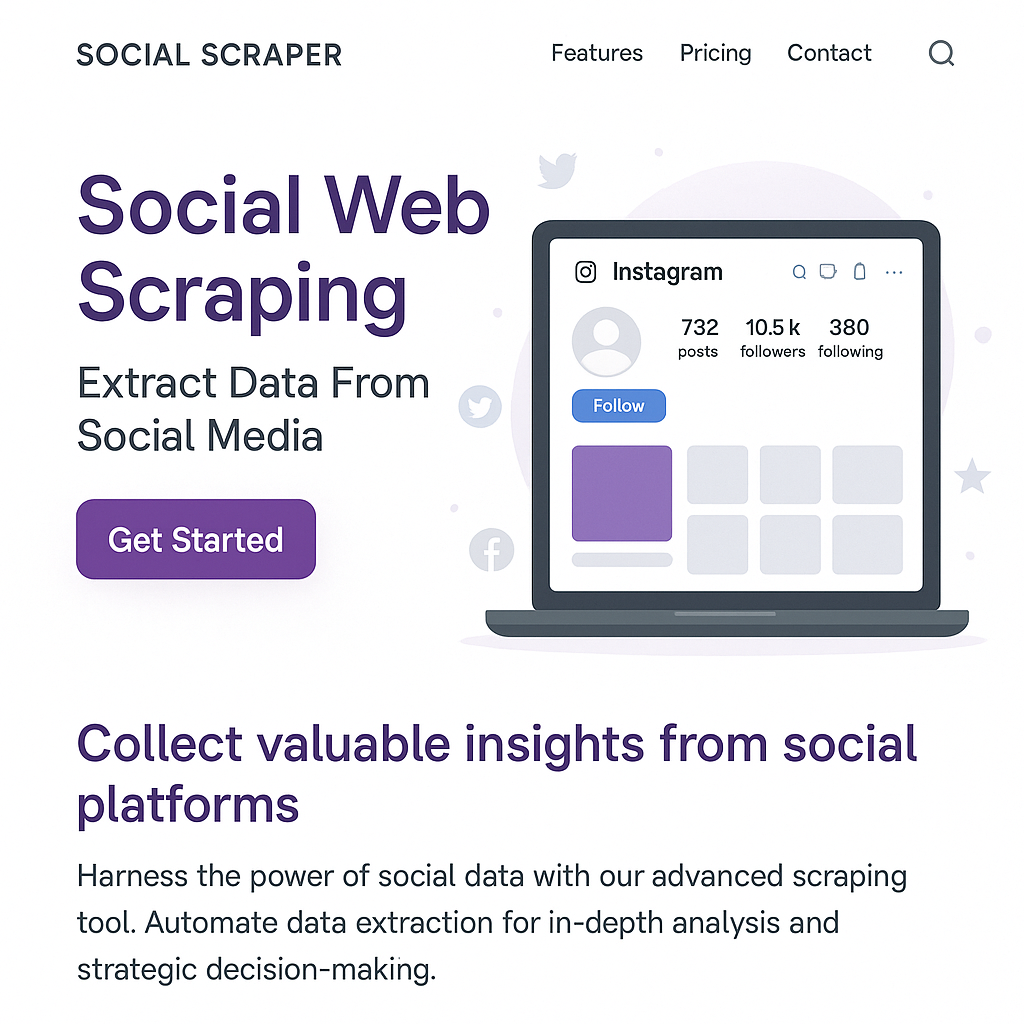 SOCIAL SCRAPER
Features Pricing Contact
Social Web
Scraping
Extract Data From
Social Media
Get Started
Instagram
732 10.5 k 380
posts followers following
Follow
Collect valuable insights from social
platforms
Harness the power of social data with our advanced scraping
tool. Automate data extraction for in-depth analysis and
strategic decision-making.